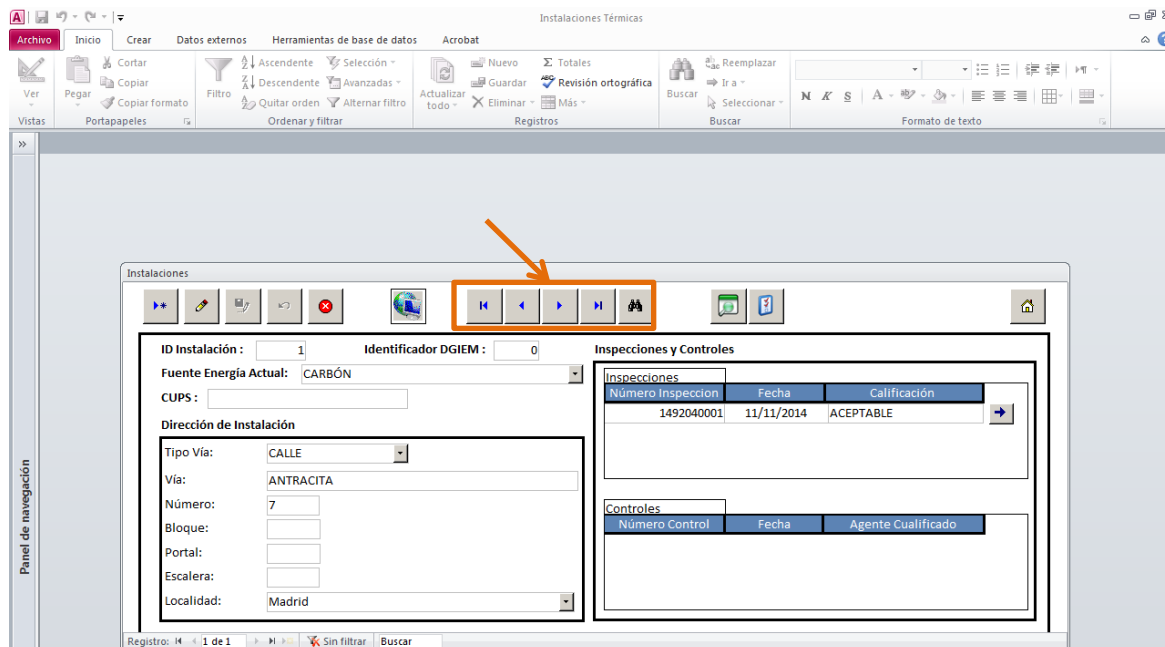 A
Instalaciones Térmicas
Archivo Inicio Crear Datos externos Herramientas de base de datos Acrobat
Ver
Vistas
Pegar
Cortar
Copiar
Copiar formato
Portapapeles
Filtro
Ascendente Selección
Descendente Avanzadas
Quitar orden Alternar filtro
Ordenar y filtrar
Actualizar
todo
Nuevo Σ Totales
Guardar Revisión ortográfica
Eliminar Más
Registros
Buscar
Reemplazar
Ir a
Seleccionar
Buscar
N K S A
Formato de texto
»
Panel de navegación
Instalaciones
ID Instalación : 1 Identificador DGIEM : 0
Fuente Energía Actual: CARBÓN
CUPS :
Dirección de Instalación
Tipo Vía: CALLE
Vía: ANTRACITA
Número: 7
Bloque:
Portal:
Escalera:
Localidad: Madrid
Inspecciones y Controles
Inspecciones
Número Inspeccion Fecha Calificación
1492040001 11/11/2014 ACEPTABLE
Controles
Número Control Fecha Agente Cualificado
Registro: 1 de 1 Sin filtrar Buscar